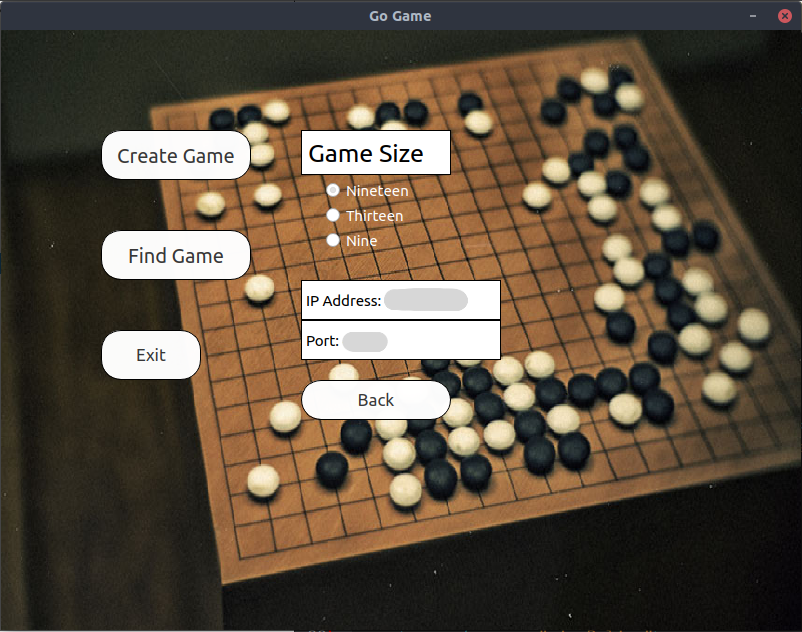 Go Game
Create Game
Game Size
Nineteen
Thirteen
Nine
Find Game
IP Address:
Port:
Exit
Back